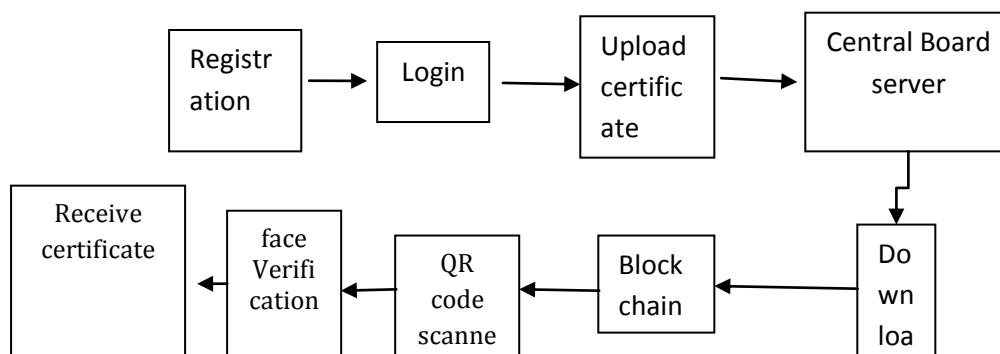 Registr
ation
Login
Upload
certific
ate
Central Board
server
Receive
certificate
face
Verifi
cation
QR
code
scanne
Block
chain
Do
wn
loa